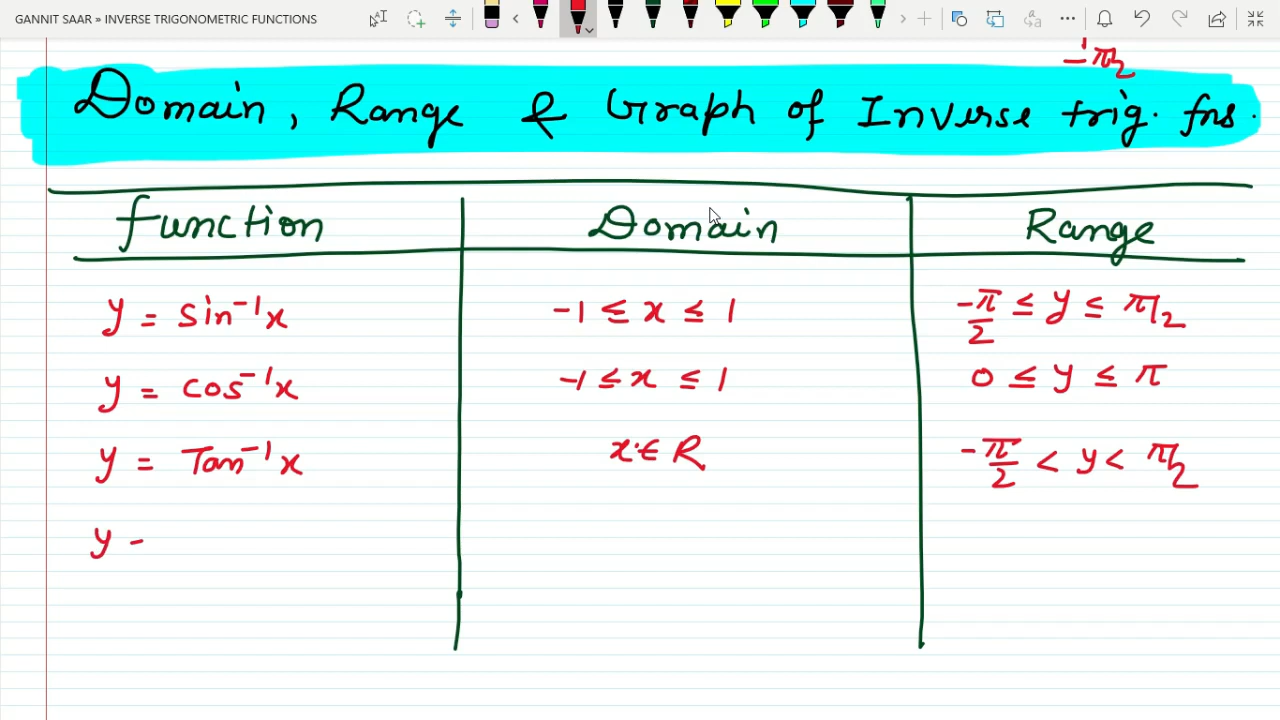 GANNIT SAAR » INVERSE TRIGONOMETRIC FUNCTIONS
-π/2
Domain, Range & Graph of Inverse trig. fns.
function Domain Range
y = sin⁻¹x -1 ≤ x ≤ 1 -π/2 ≤ y ≤ π/2
y = cos⁻¹x -1 ≤ x ≤ 1 0 ≤ y ≤ π
y = Tan⁻¹x x ∈ R -π/2 < y < π/2
y -